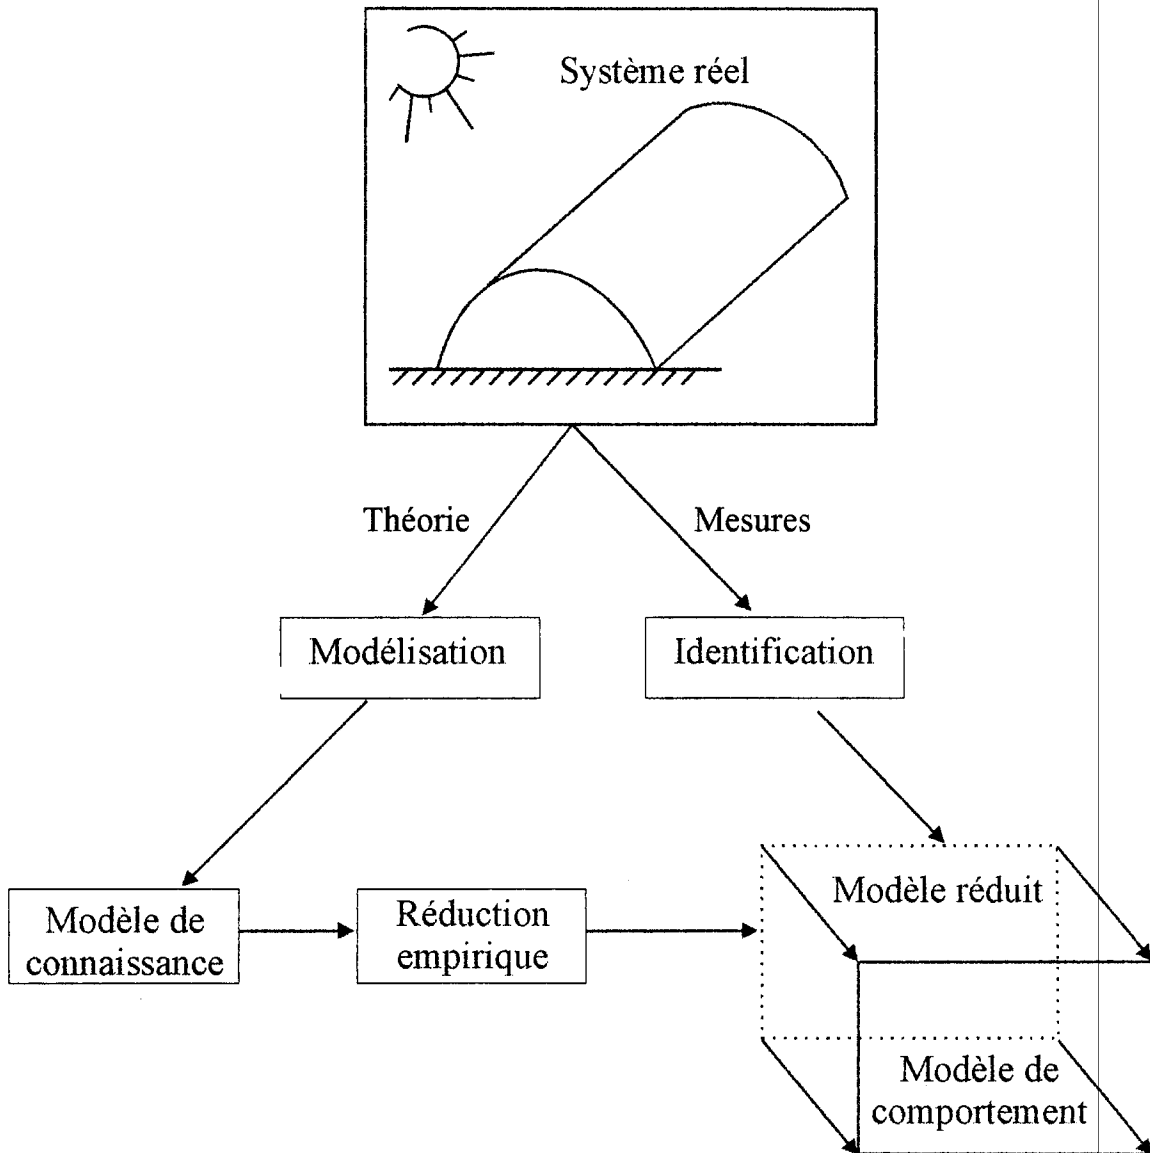 Système réel
Théorie
Mesures
Modélisation
Identification
Modèle de
connaissance
Réduction
empirique
Modèle réduit
Modèle de
comportement